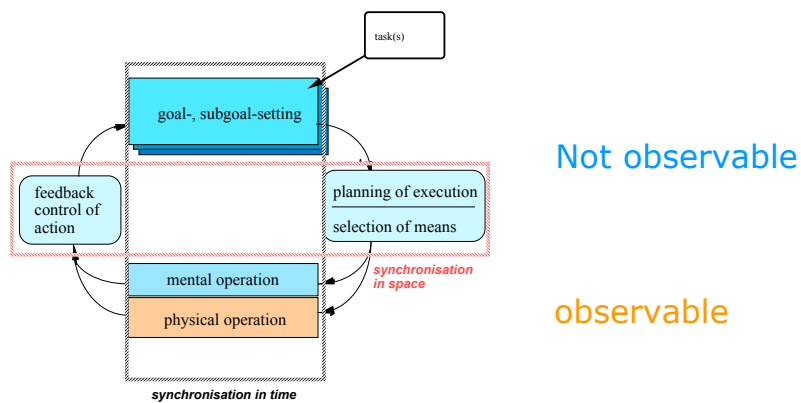 task(s)
goal-, subgoal-setting
Not observable
feedback
control of
action
planning of execution
selection of means
synchronisation
in space
mental operation
physical operation
observable
synchronisation in time